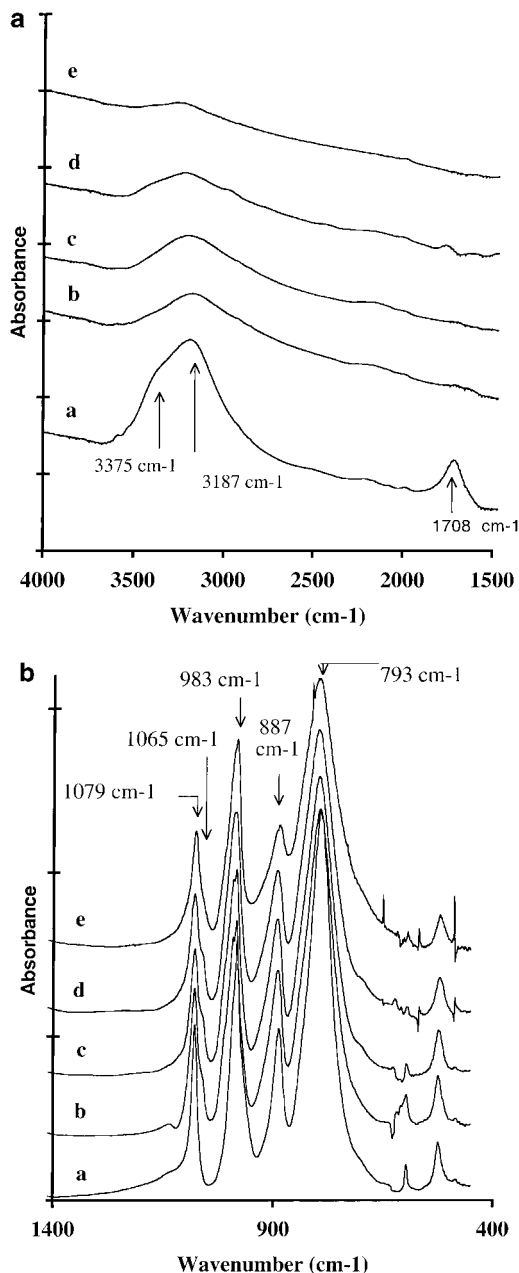 a
e
d
c
b
a
Absorbance
3375 cm-1
3187 cm-1
1708 cm-1
4000 3500 3000 2500 2000 1500
Wavenumber (cm-1)
b
983 cm-1
793 cm-1
1065 cm-1
887
cm-1
1079 cm-1
e
d
c
b
a
Absorbance
1400 900 400
Wavenumber (cm-1)